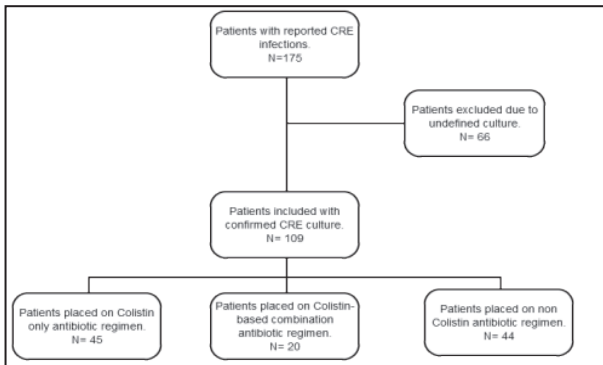 Patients with reported CRE
infections.
N=175
Patients excluded due to
undefined culture.
N= 66
Patients included with
confirmed CRE culture.
N= 109
Patients placed on Colistin
only antibiotic regimen.
N= 45
Patients placed on Colistin-
based combination
antibiotic regimen.
N= 20
Patients placed on non
Colistin antibiotic regimen.
N= 44